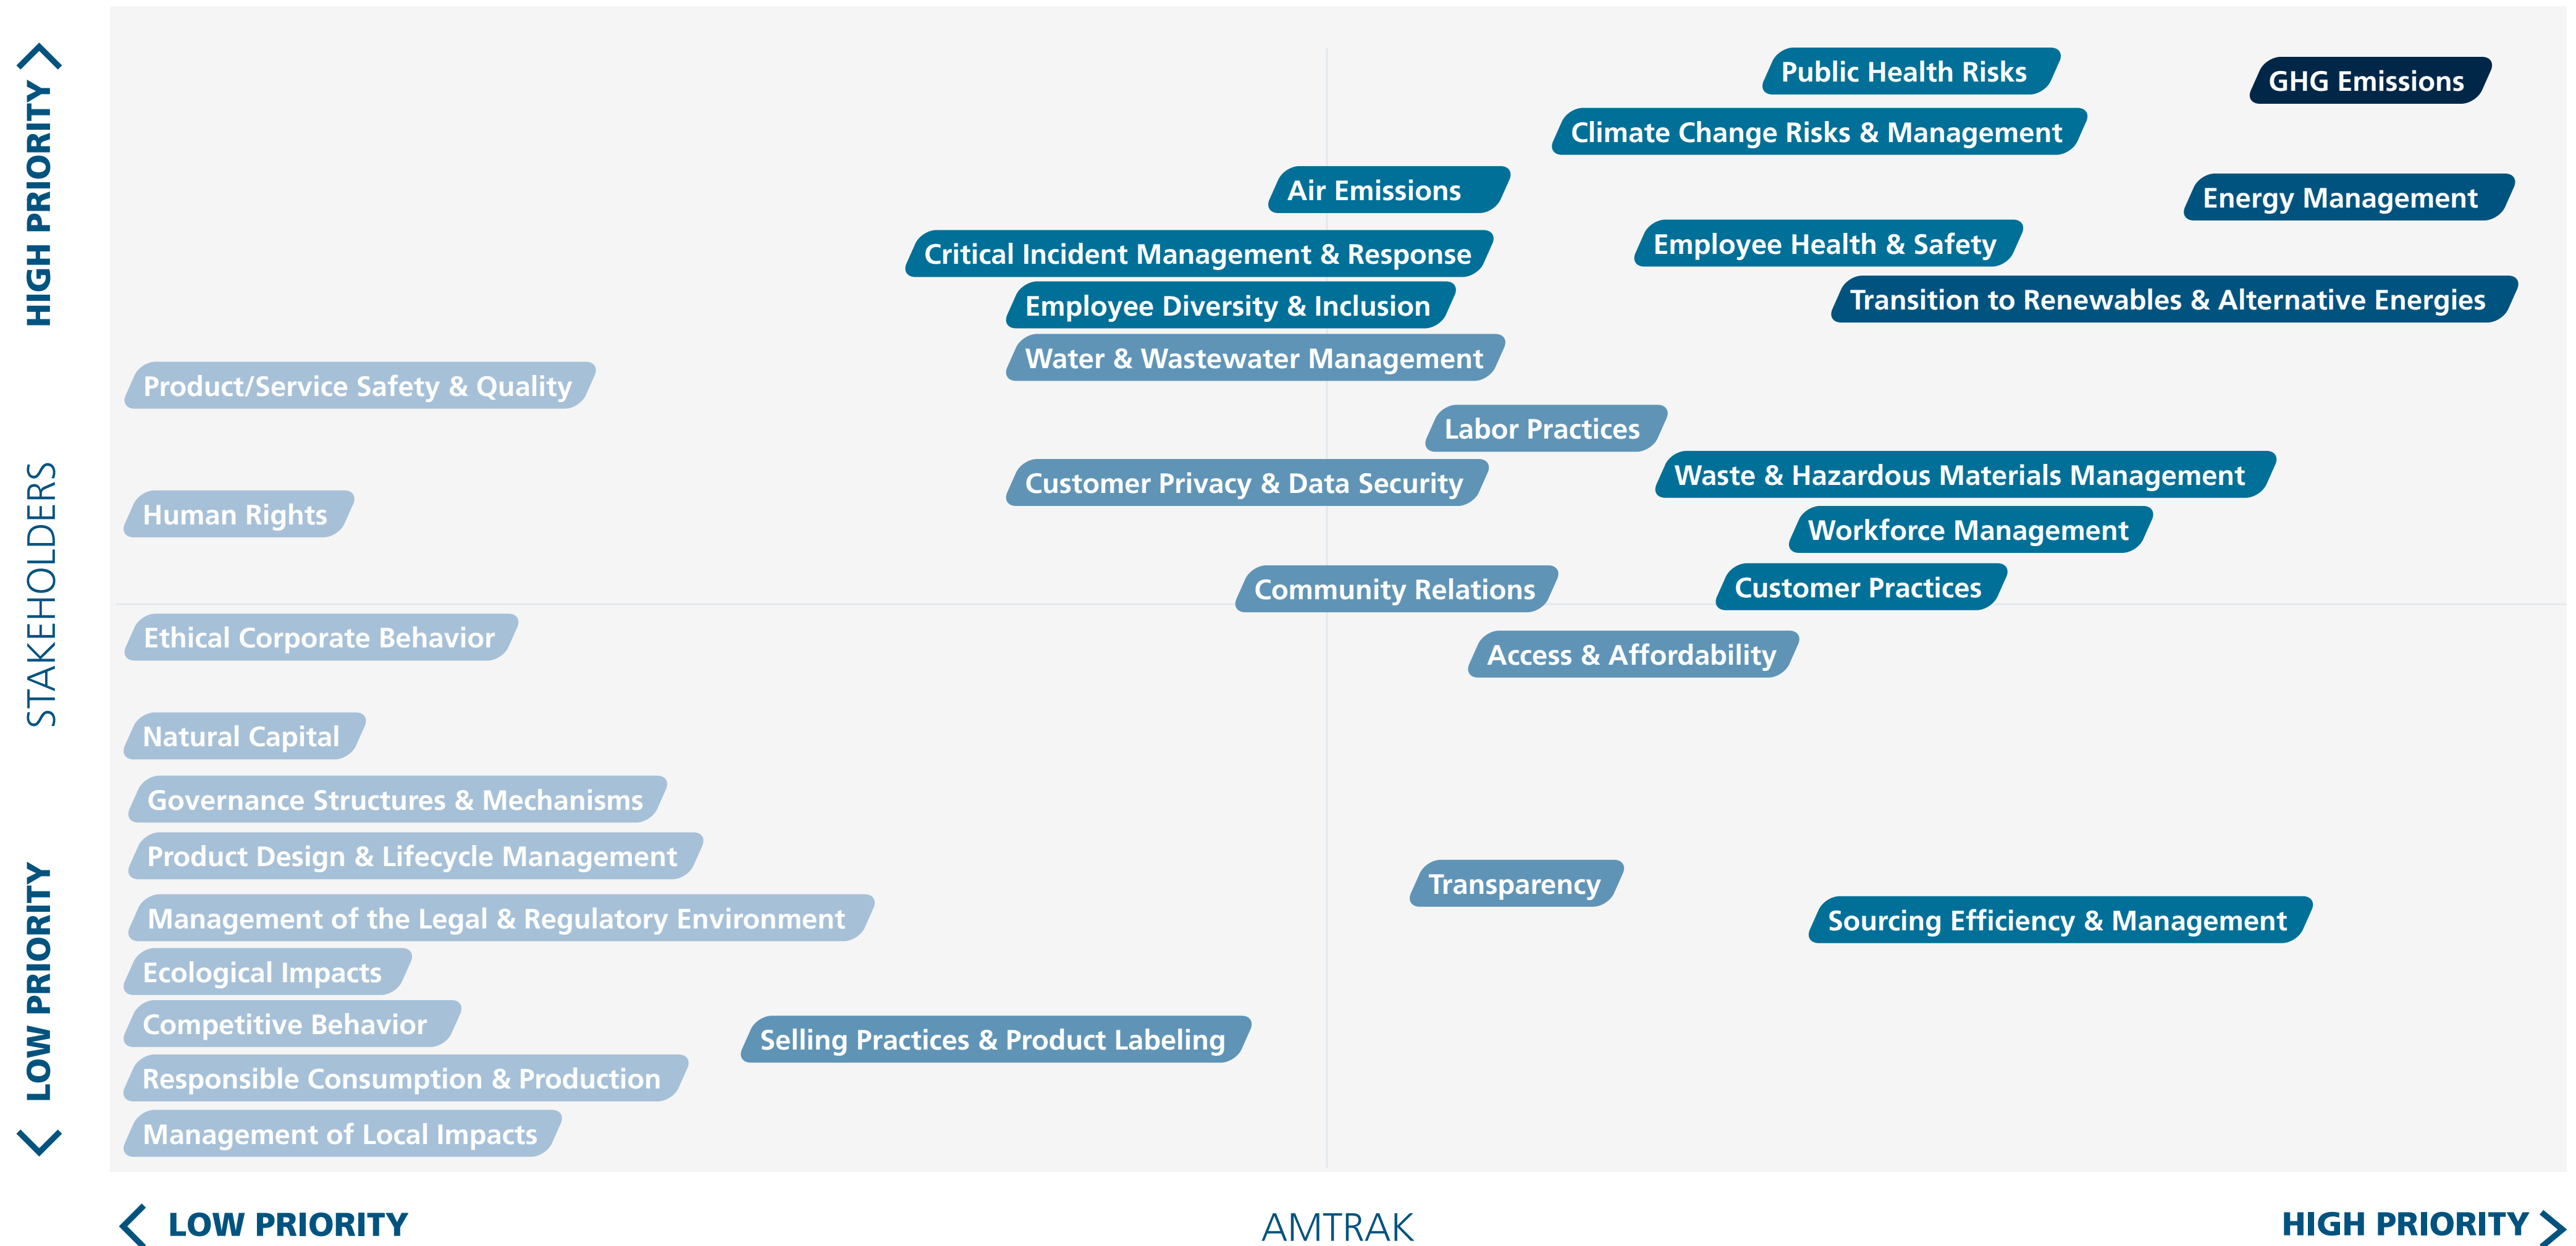 HIGH PRIORITY
STAKEHOLDERS
LOW PRIORITY
Public Health Risks
GHG Emissions
Climate Change Risks & Management
Air Emissions
Energy Management
Critical Incident Management & Response
Employee Health & Safety
Employee Diversity & Inclusion
Transition to Renewables & Alternative Energies
Water & Wastewater Management
Product/Service Safety & Quality
Labor Practices
Customer Privacy & Data Security
Waste & Hazardous Materials Management
Human Rights
Workforce Management
Community Relations
Customer Practices
Ethical Corporate Behavior
Access & Affordability
Natural Capital
Governance Structures & Mechanisms
Product Design & Lifecycle Management
Transparency
Management of the Legal & Regulatory Environment
Sourcing Efficiency & Management
Ecological Impacts
Competitive Behavior
Selling Practices & Product Labeling
Responsible Consumption & Production
Management of Local Impacts
LOW PRIORITY
AMTRAK
HIGH PRIORITY